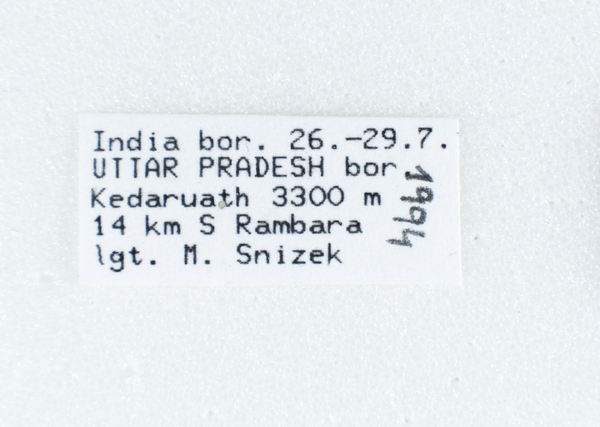 India bor. 26.-29.7.
UTTAR PRADESH bor.
Kedaruath 3300 m
14 km S Rambara
lgt. M. Snizek
1994